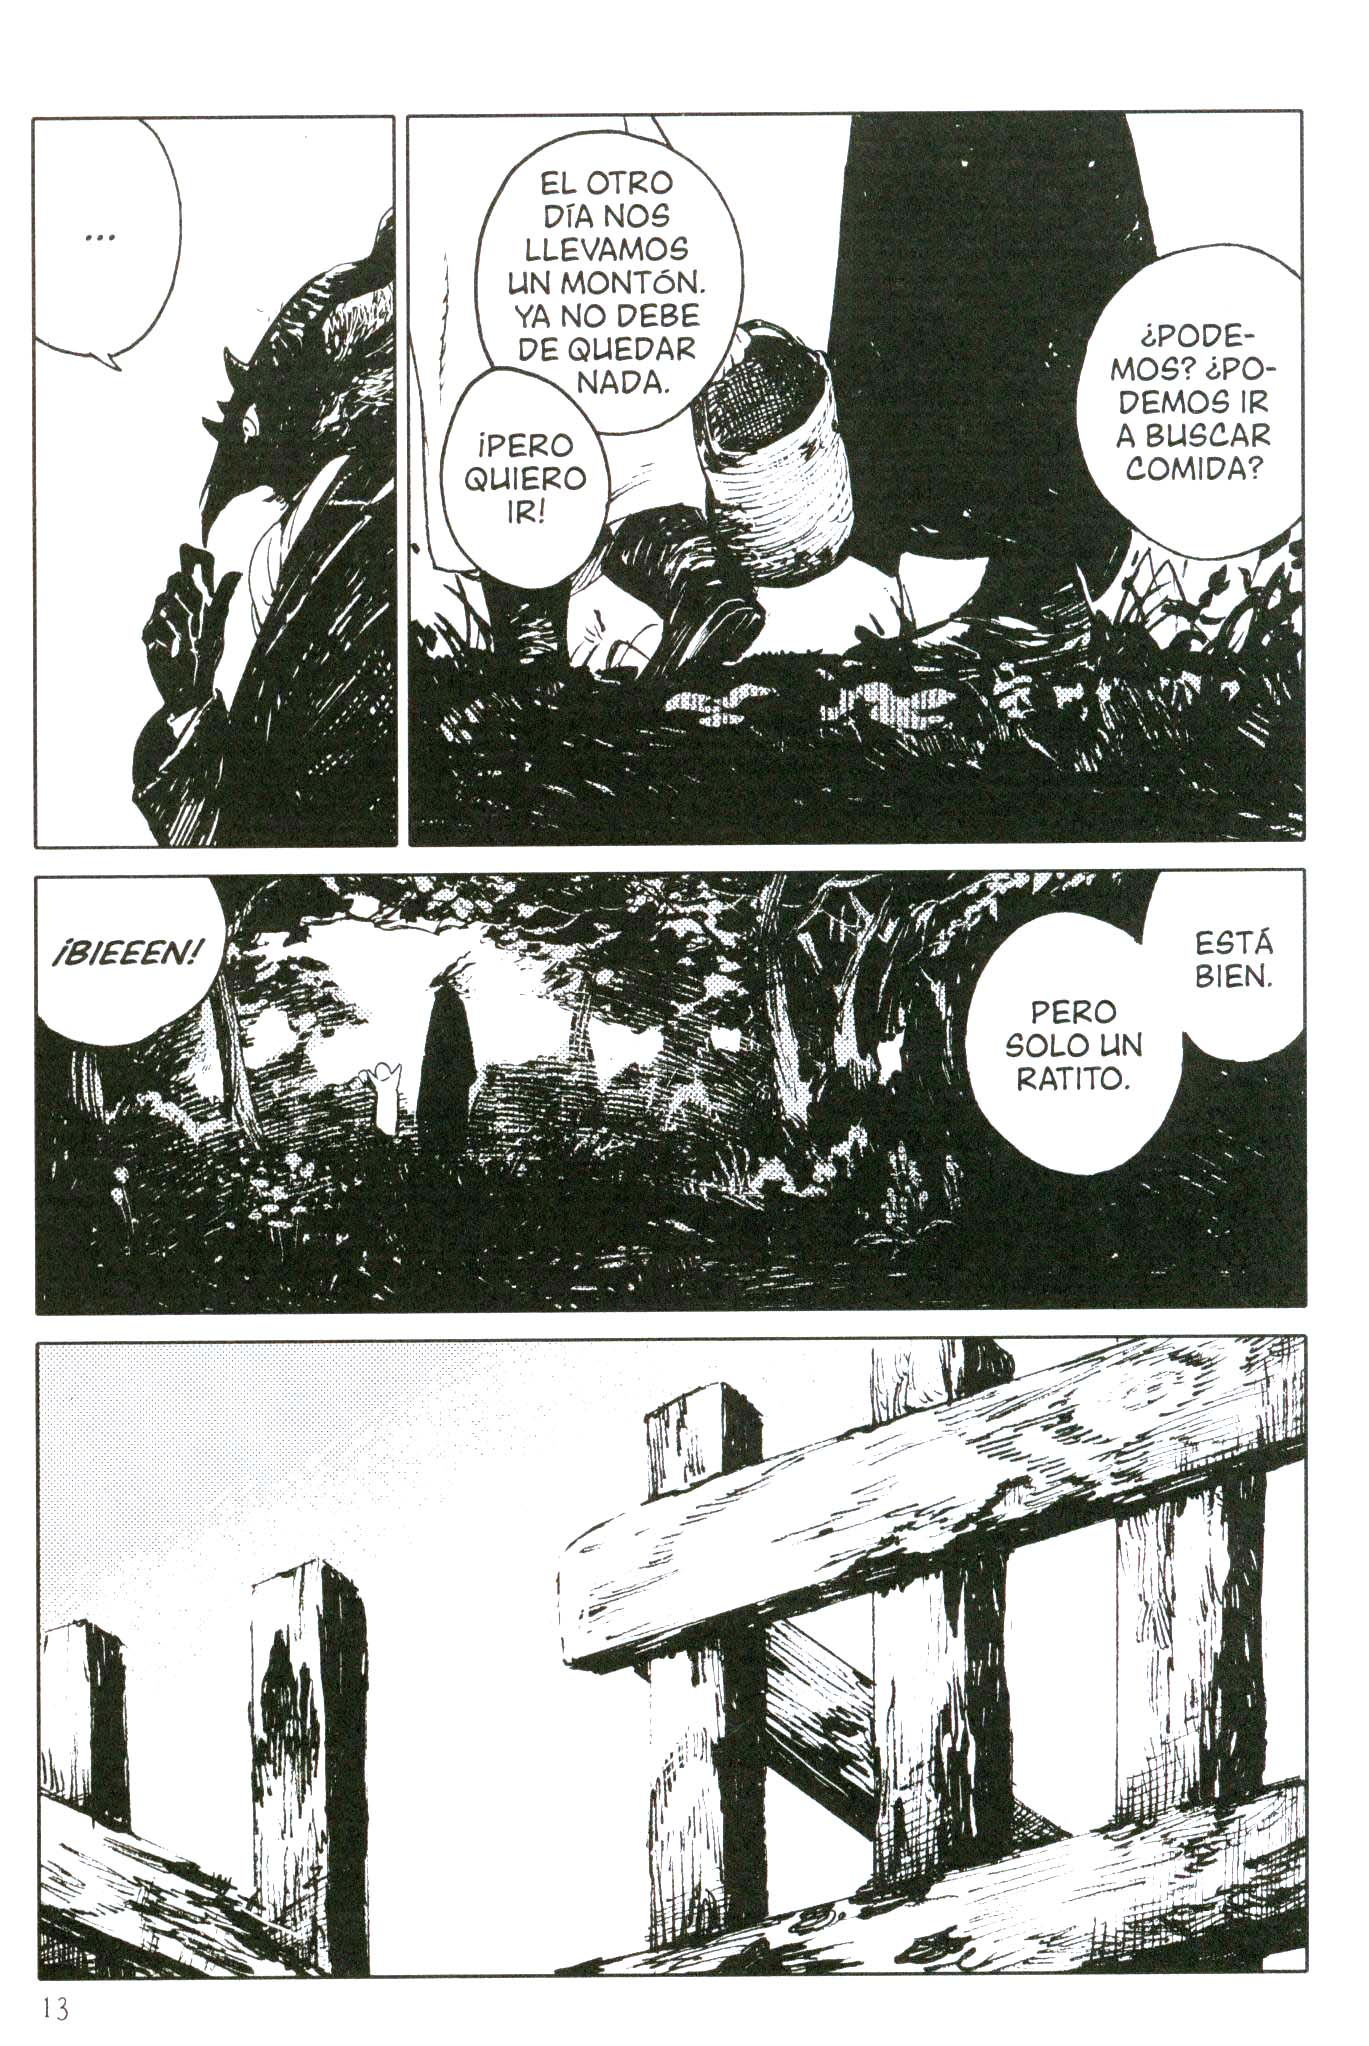 ¿PODE-
MOS? ¿PO-
DEMOS IR
A BUSCAR
COMIDA?
EL OTRO
DÍA NOS
LLEVAMOS
UN MONTÓN.
YA NO DEBE
DE QUEDAR
NADA.
¡PERO
QUIERO
IR!
...
ESTÁ
BIEN.
PERO
SOLO UN
RATITO.
¡BIEEEN!
13